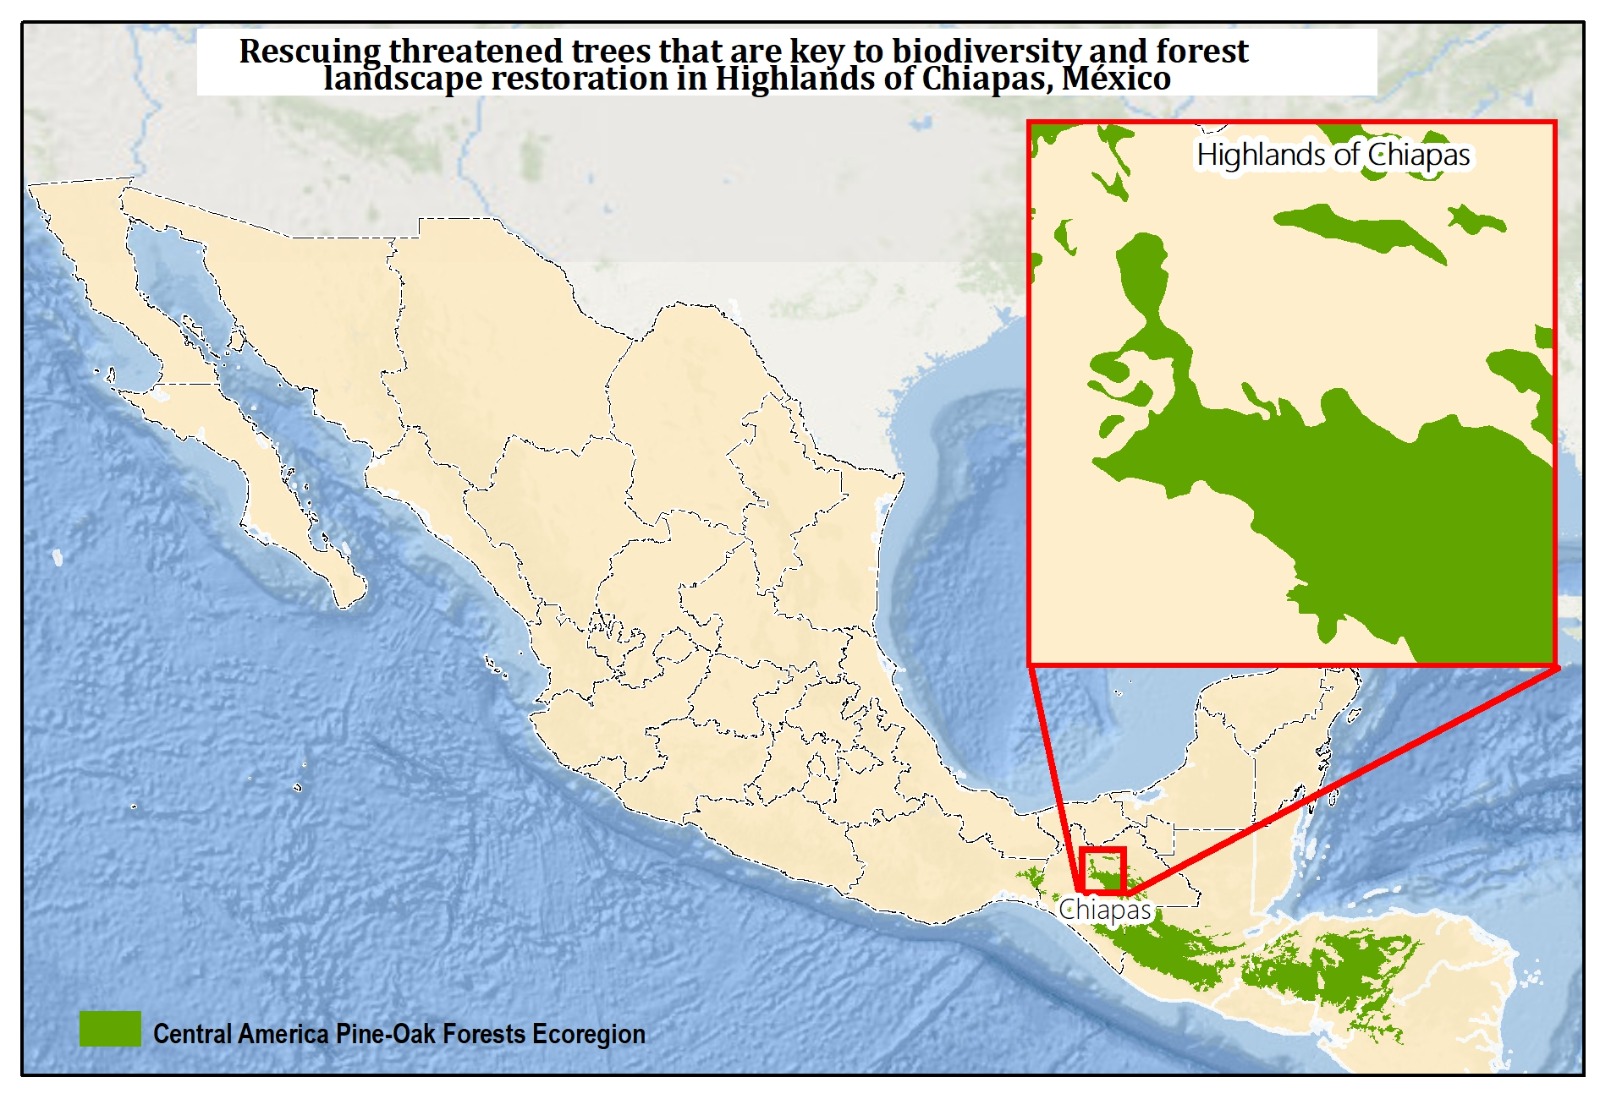 Rescuing threatened trees that are key to biodiversity and forest
landscape restoration in Highlands of Chiapas, México
Highlands of Chiapas
Chiapas
Central America Pine-Oak Forests Ecoregion